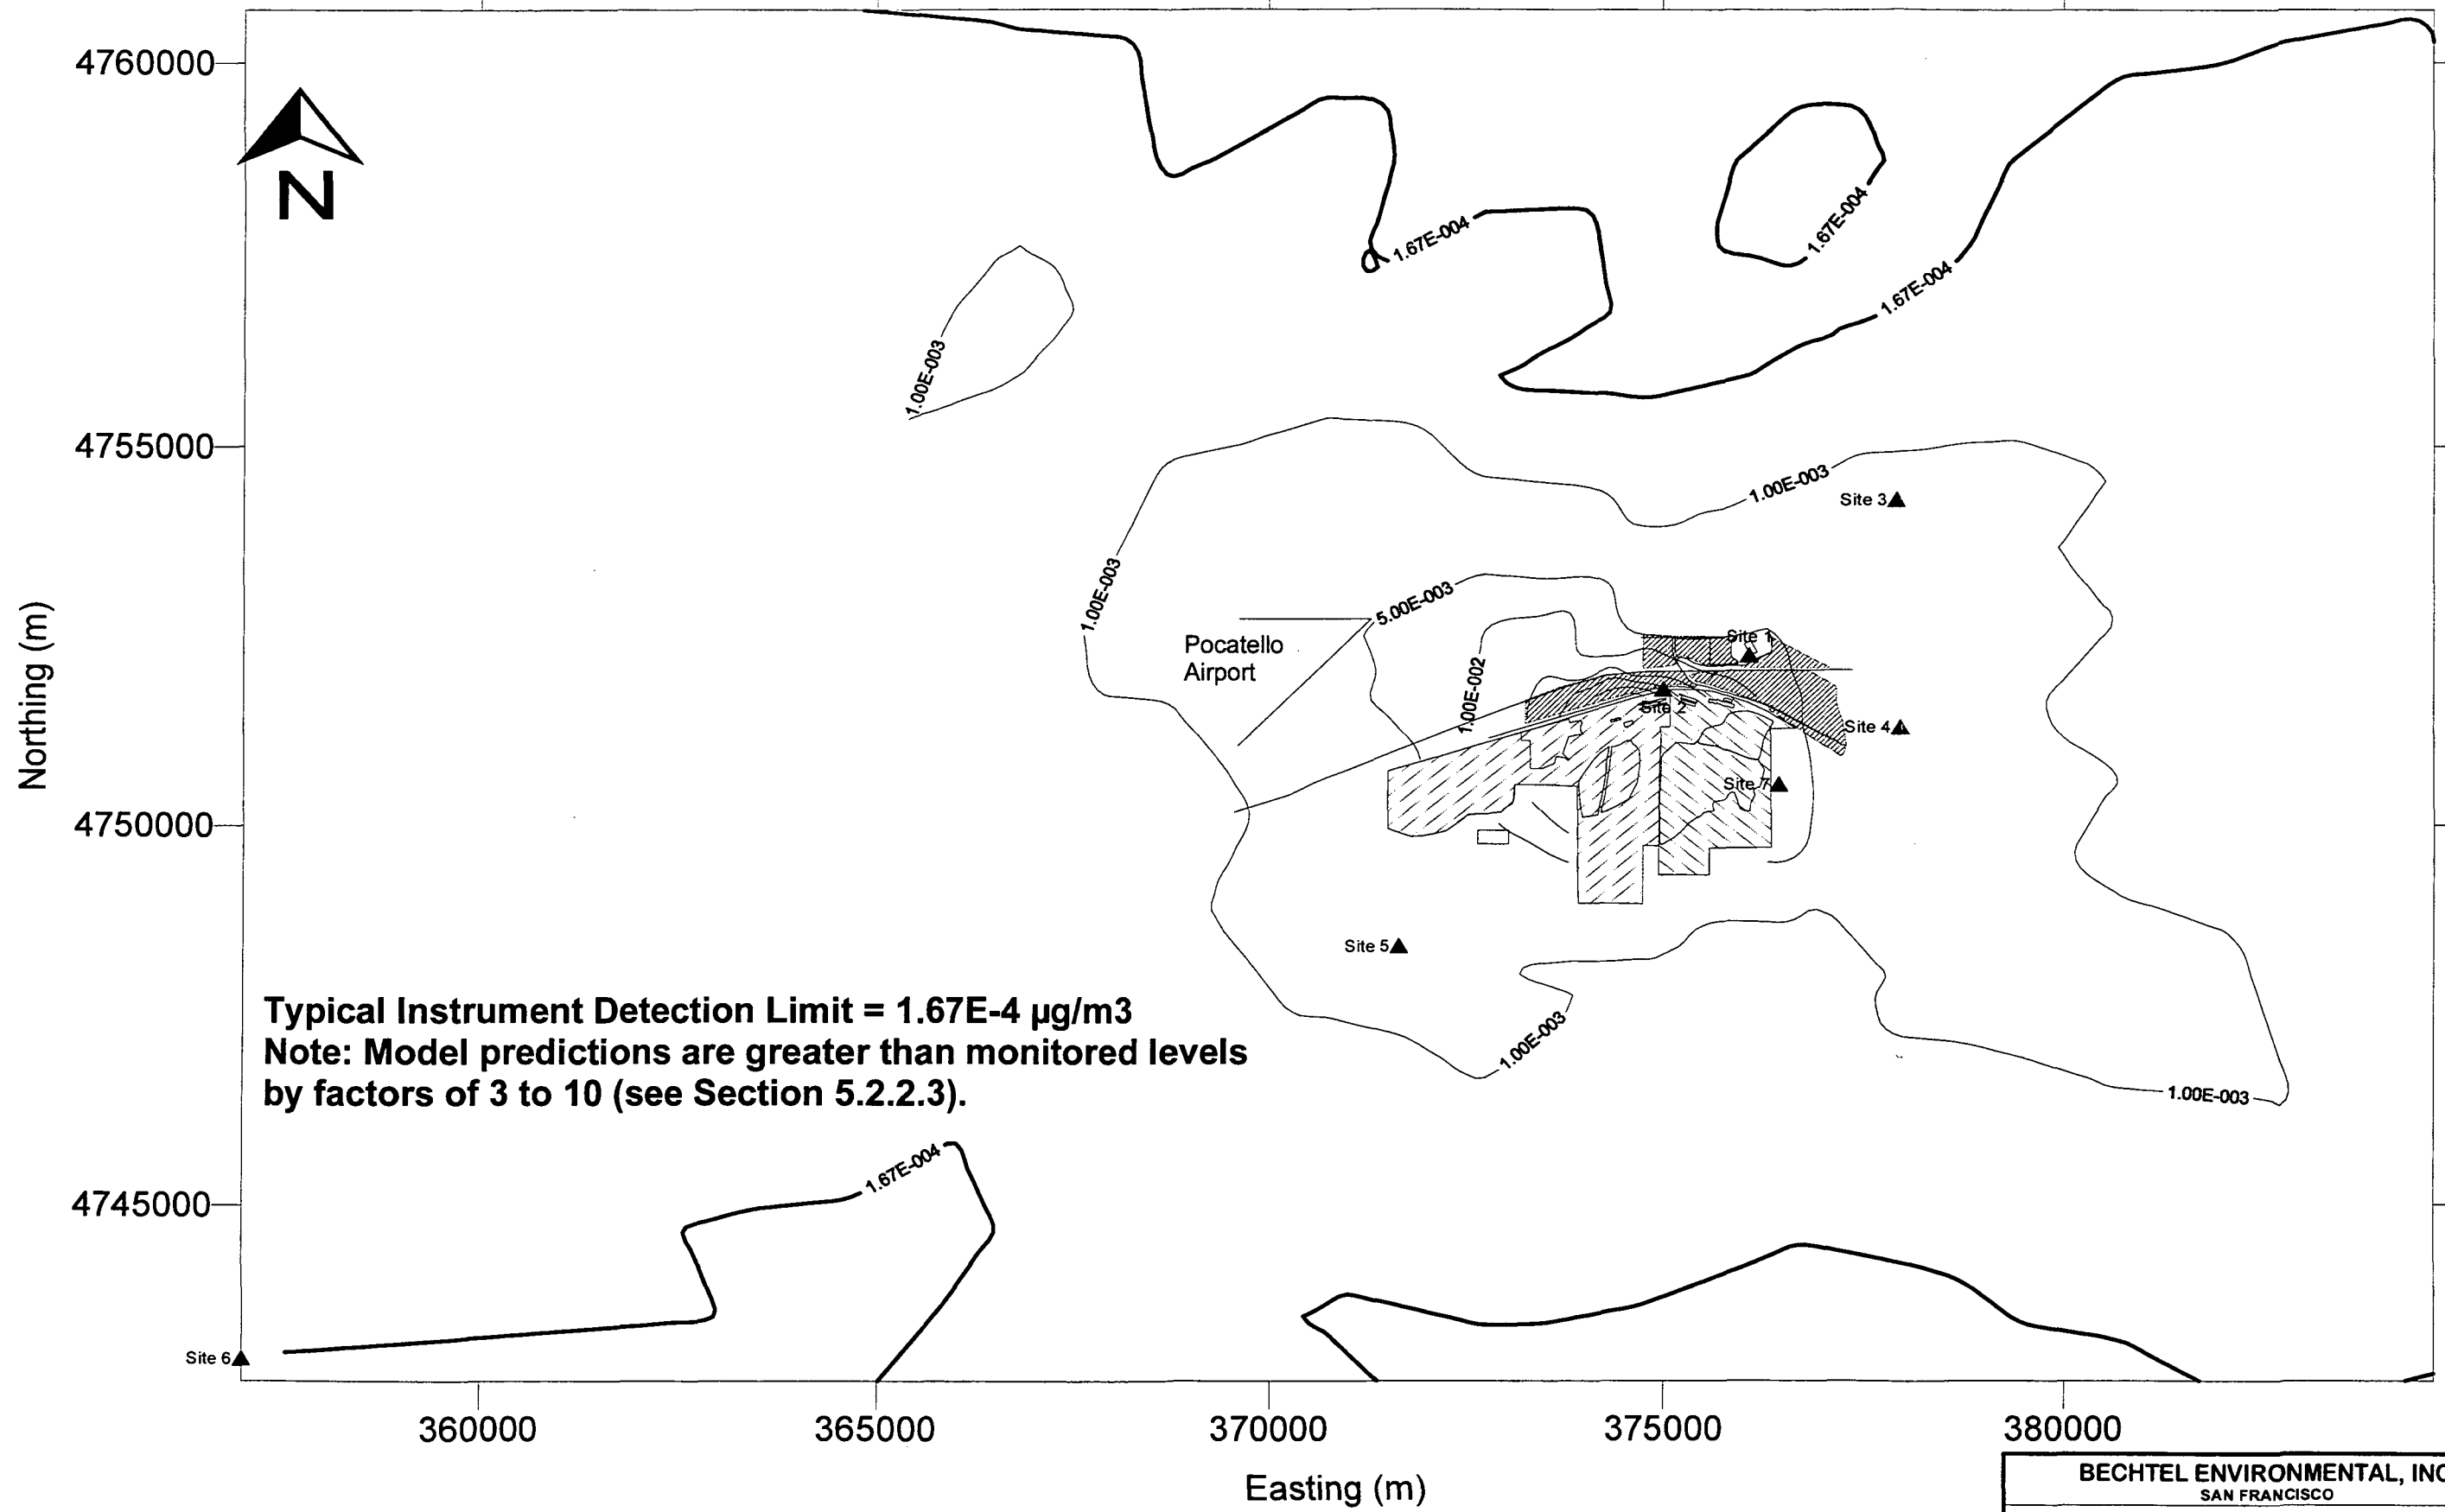 4760000
N
1.67E-004
1.67E-004
1.67E-004
1.00E-003
4755000
1.00E-003
Site 3
1.00E-003
5.00E-003
Site 1
Pocatello
Airport
1.00E-002
Site 2
Site 4
Northing (m)
Site 7
4750000
Site 5
Typical Instrument Detection Limit = 1.67E-4 µg/m3
Note: Model predictions are greater than monitored levels
by factors of 3 to 10 (see Section 5.2.2.3).
1.00E-003
1.00E-003
1.67E-004
4745000
Site 6
360000
365000
370000
375000
380000
Easting (m)
BECHTEL ENVIRONMENTAL, INC
SAN FRANCISCO